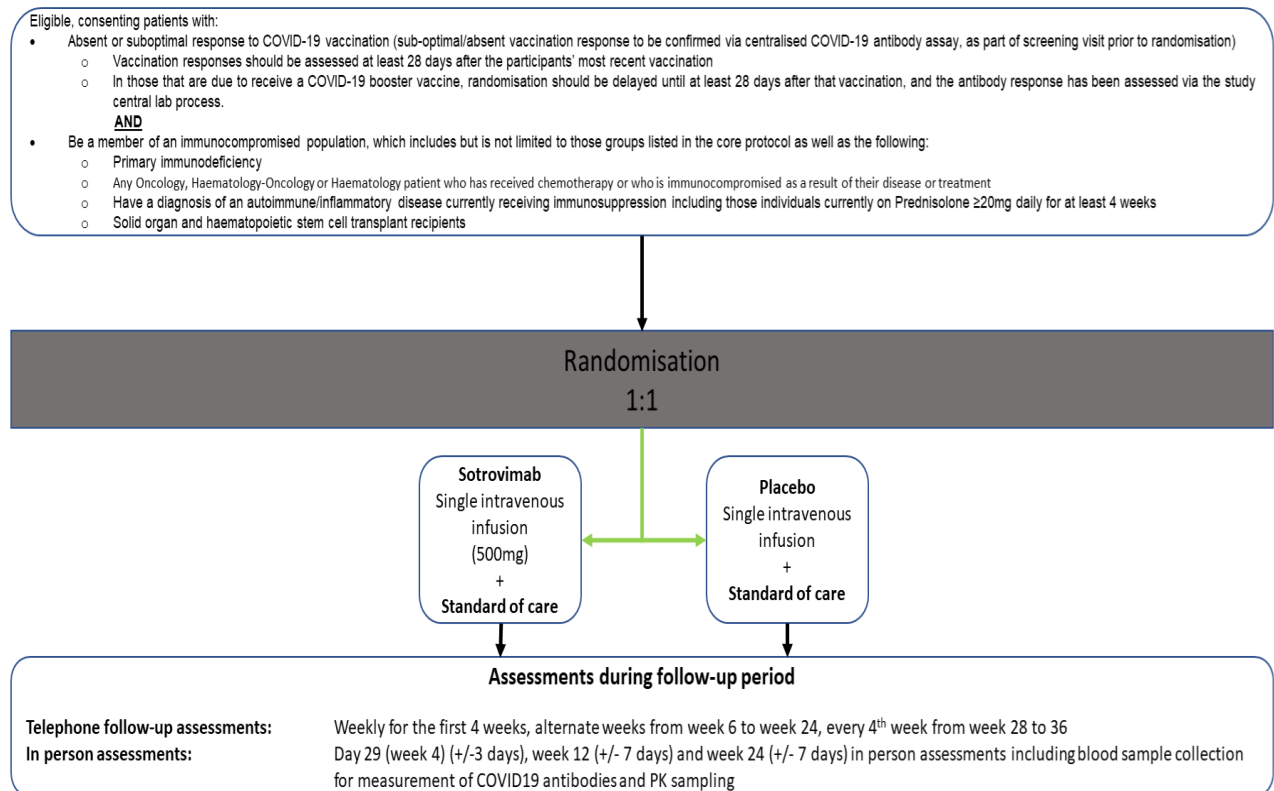 Eligible, consenting patients with:
• Absent or suboptimal response to COVID-19 vaccination (sub-optimal/absent vaccination response to be confirmed via centralised COVID-19 antibody assay, as part of screening visit prior to randomisation)
o Vaccination responses should be assessed at least 28 days after the participants' most recent vaccination
o In those that are due to receive a COVID-19 booster vaccine, randomisation should be delayed until at least 28 days after that vaccination, and the antibody response has been assessed via the study
central lab process.
AND
• Be a member of an immunocompromised population, which includes but is not limited to those groups listed in the core protocol as well as the following:
o Primary immunodeficiency
o Any Oncology, Haematology-Oncology or Haematology patient who has received chemotherapy or who is immunocompromised as a result of their disease or treatment
o Have a diagnosis of an autoimmune/inflammatory disease currently receiving immunosuppression including those individuals currently on Prednisolone ≥20mg daily for at least 4 weeks
o Solid organ and haematopoietic stem cell transplant recipients
Randomisation
1:1
Sotrovimab
Single intravenous
infusion
(500mg)
+
Standard of care
Placebo
Single intravenous
infusion
+
Standard of care
Assessments during follow-up period
Telephone follow-up assessments: Weekly for the first 4 weeks, alternate weeks from week 6 to week 24, every 4th week from week 28 to 36
In person assessments: Day 29 (week 4) (+/-3 days), week 12 (+/- 7 days) and week 24 (+/- 7 days) in person assessments including blood sample collection
for measurement of COVID19 antibodies and PK sampling